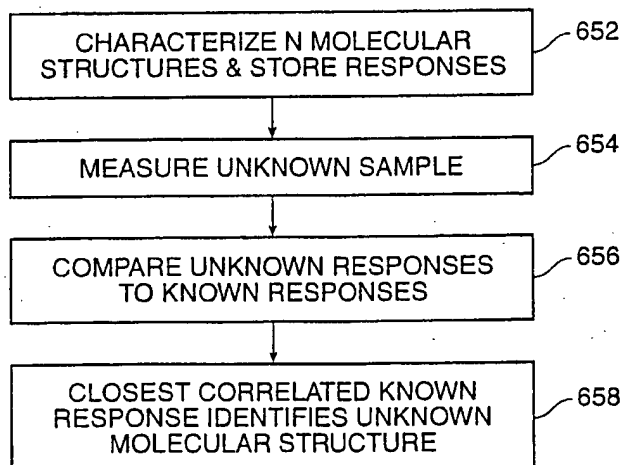 CHARACTERIZE N MOLECULAR
STRUCTURES & STORE RESPONSES
652
MEASURE UNKNOWN SAMPLE
654
COMPARE UNKNOWN RESPONSES
TO KNOWN RESPONSES
656
CLOSEST CORRELATED KNOWN
RESPONSE IDENTIFIES UNKNOWN
MOLECULAR STRUCTURE
658